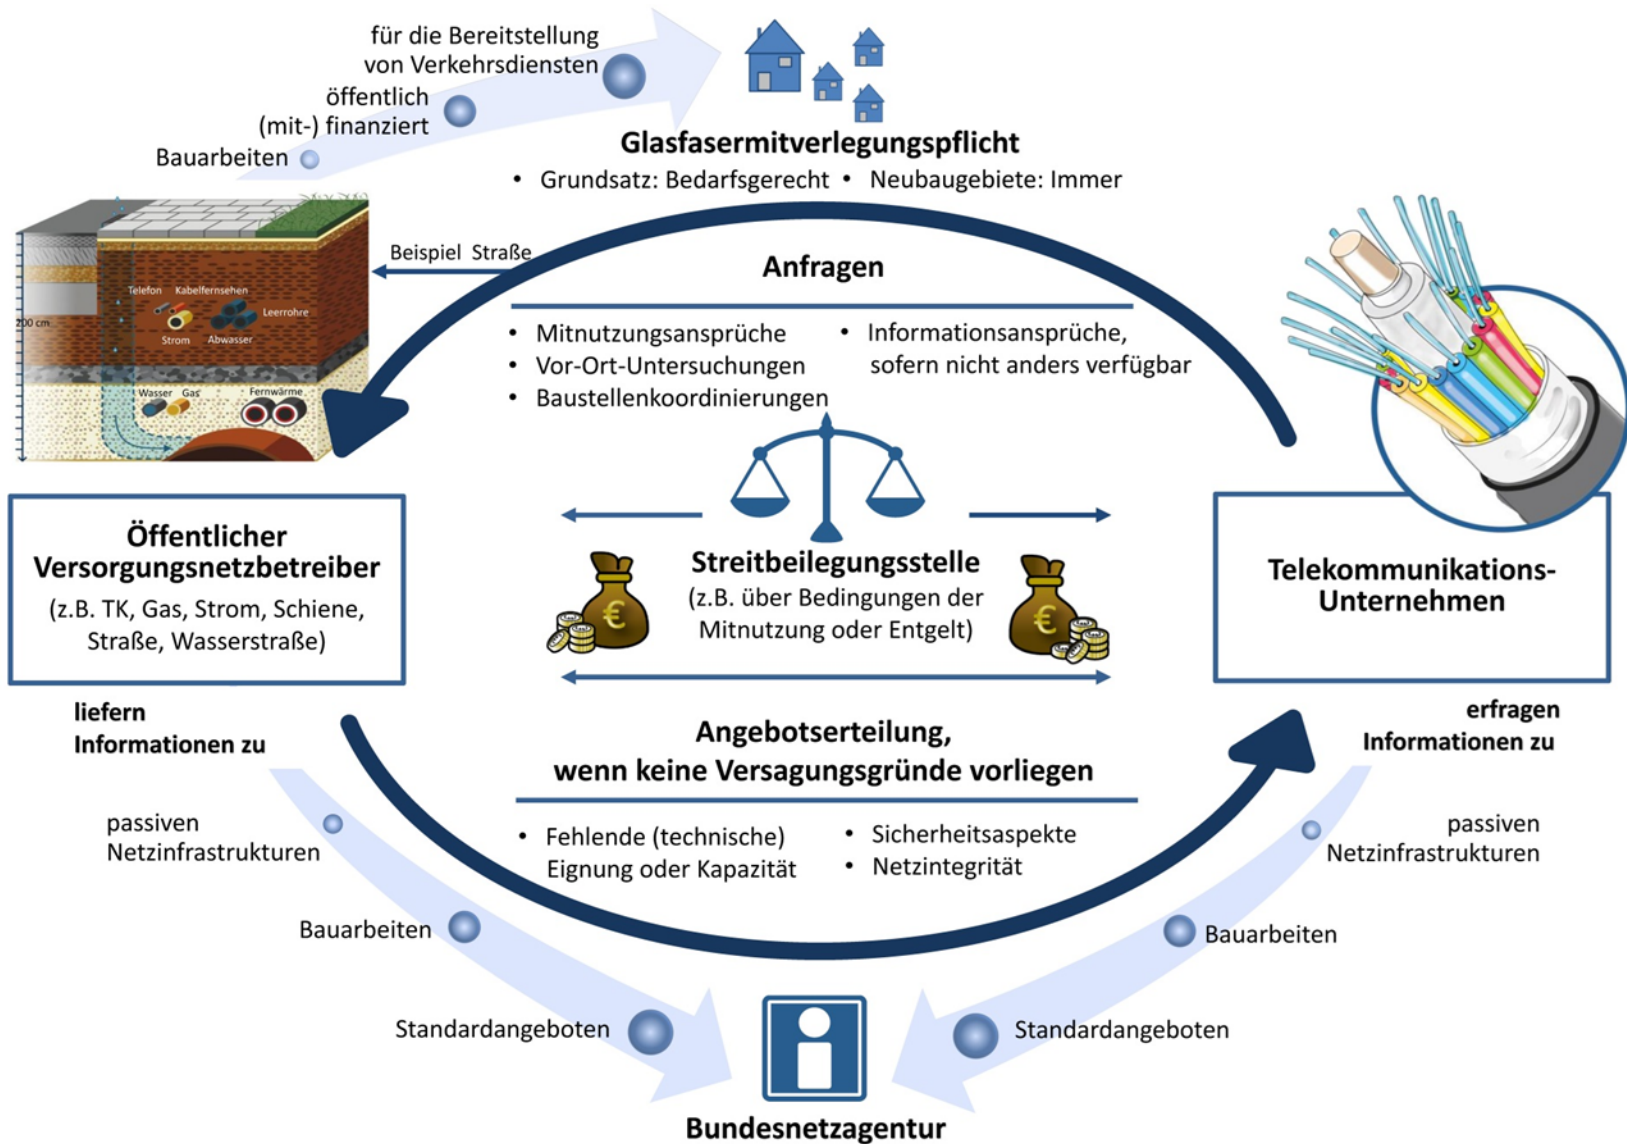 für die Bereitstellung
von Verkehrsdiensten
öffentlich
(mit-) finanziert
Bauarbeiten
Glasfasermitverlegungspflicht
• Grundsatz: Bedarfsgerecht • Neubaugebiete: Immer
Beispiel Straße
Telefon Kabelfernsehen
Leerrohre
200 cm
Strom Abwasser
Wasser Gas Fernwärme
Anfragen
• Mitnutzungsansprüche
• Vor-Ort-Untersuchungen
• Baustellenkoordinierungen
• Informationsansprüche,
sofern nicht anders verfügbar
Öffentlicher
Versorgungsnetzbetreiber
(z.B. TK, Gas, Strom, Schiene,
Straße, Wasserstraße)
Streitbeilegungsstelle
(z.B. über Bedingungen der
Mitnutzung oder Entgelt)
€
€
Telekommunikations-
Unternehmen
liefern
Informationen zu
erfragen
Informationen zu
Angebotserteilung,
wenn keine Versagungsgründe vorliegen
• Fehlende (technische)
Eignung oder Kapazität
• Sicherheitsaspekte
• Netzintegrität
passiven
Netzinfrastrukturen
Bauarbeiten
Standardangeboten
passiven
Netzinfrastrukturen
Bauarbeiten
Standardangeboten
Bundesnetzagentur